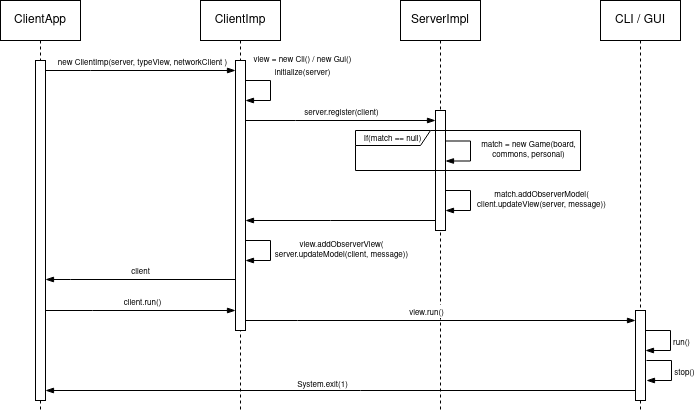 ClientApp
ClientImp
ServerImpl
CLI / GUI
new ClientImp(server, typeView, networkClient )
view = new Cli() / new Gui()
initialize(server)
server.register(client)
if(match == null)
match = new Game(board,
commons, personal)
match.addObserverModel(
client.updateView(server, message))
view.addObserverView(
server.updateModel(client, message))
client
client.run()
view.run()
run()
stop()
System.exit(1)